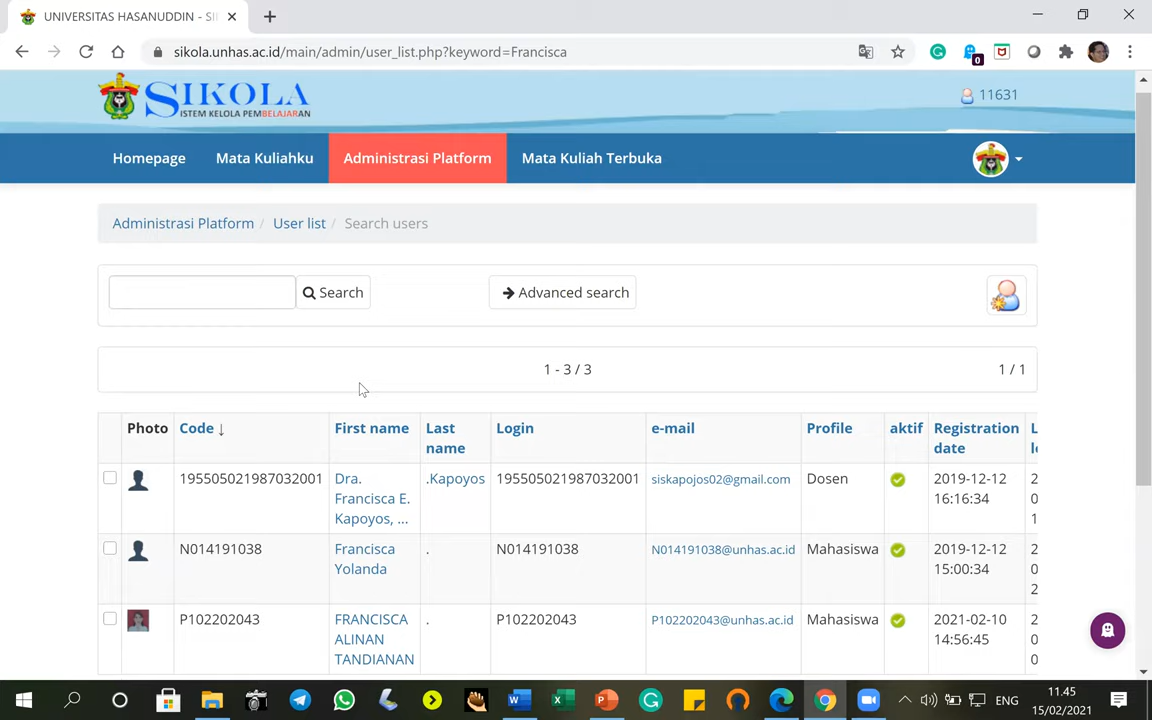 UNIVERSITAS HASANUDDIN - SI
sikola.unhas.ac.id/main/admin/user_list.php?keyword=Francisca
0
SIKOLA
ISTEM KELOLA PEMBELAJARAN
11631
Homepage Mata Kuliahku Administrasi Platform Mata Kuliah Terbuka
Administrasi Platform / User list / Search users
Search Advanced search
1 - 3 / 3 1 / 1
Photo Code ↓ First name Last name Login e-mail Profile aktif Registration date
195505021987032001 Dra. Francisca E. Kapoyos, ... .Kapoyos 195505021987032001 siskapojos02@gmail.com Dosen 2019-12-12 16:16:34
N014191038 Francisca Yolanda . N014191038 N014191038@unhas.ac.id Mahasiswa 2019-12-12 15:00:34
P102202043 FRANCISCA ALINAN TANDIANAN . P102202043 P102202043@unhas.ac.id Mahasiswa 2021-02-10 14:56:45
ENG
11.45
15/02/2021